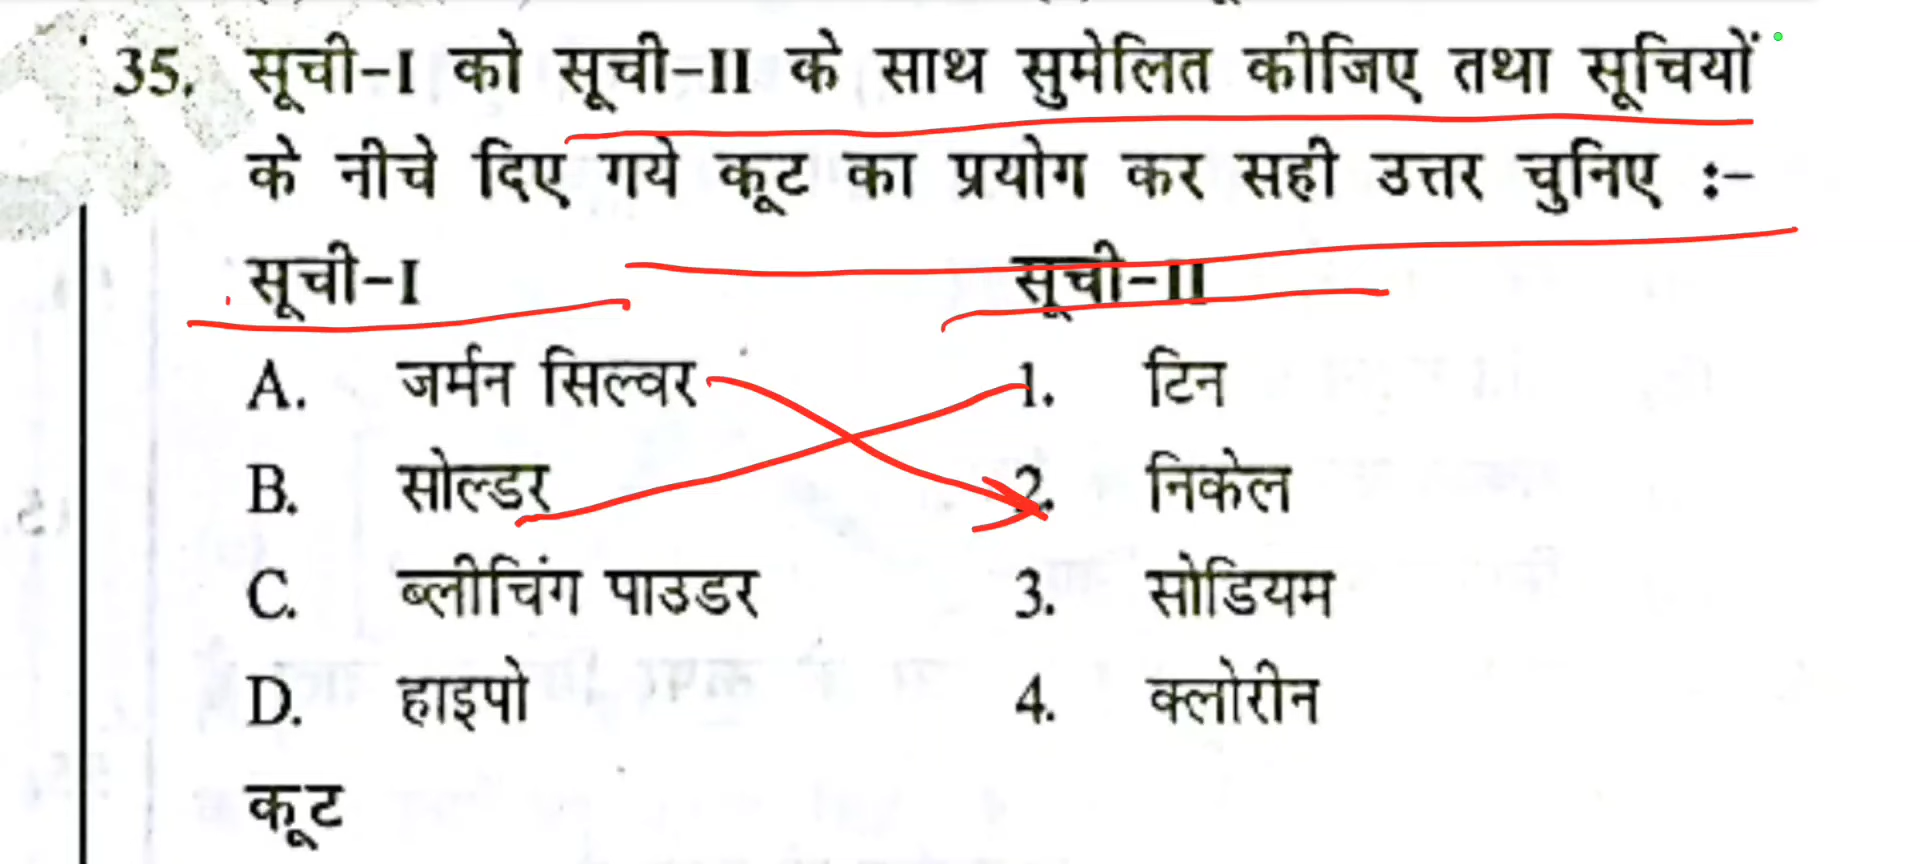 35. सूची-I को सूची-II के साथ सुमेलित कीजिए तथा सूचियों
के नीचे दिए गये कूट का प्रयोग कर सही उत्तर चुनिए :-
सूची-I सूची-II
A. जर्मन सिल्वर 1. टिन
B. सोल्डर 2. निकेल
C. ब्लीचिंग पाउडर 3. सोडियम
D. हाइपो 4. क्लोरीन
कूट